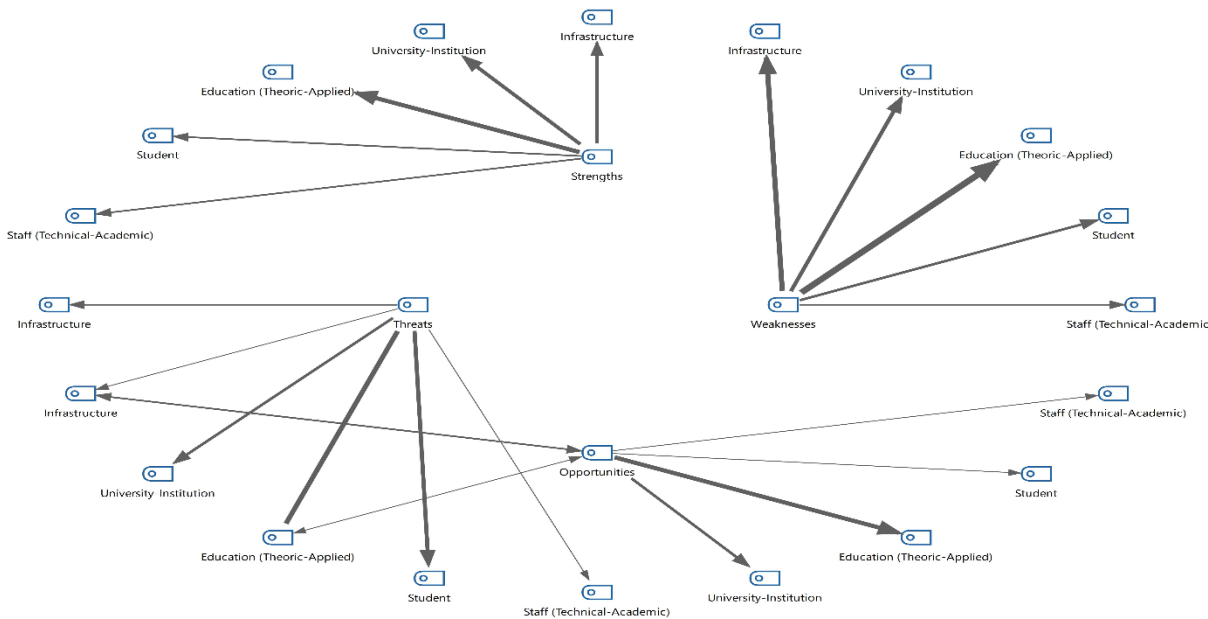 Infrastructure
Infrastructure
University-Institution
University-Institution
Education (Theoric-Applied)
Education (Theoric-Applied)
Student
Strengths
Staff (Technical-Academic)
Student
Infrastructure
Threats
Weaknesses
Staff (Technical-Academic
Infrastructure
Staff (Technical-Academic)
Opportunities
University-Institution
Student
Education (Theoric-Applied)
Education (Theoric-Applied)
Student
Staff (Technical-Academic)
University-Institution